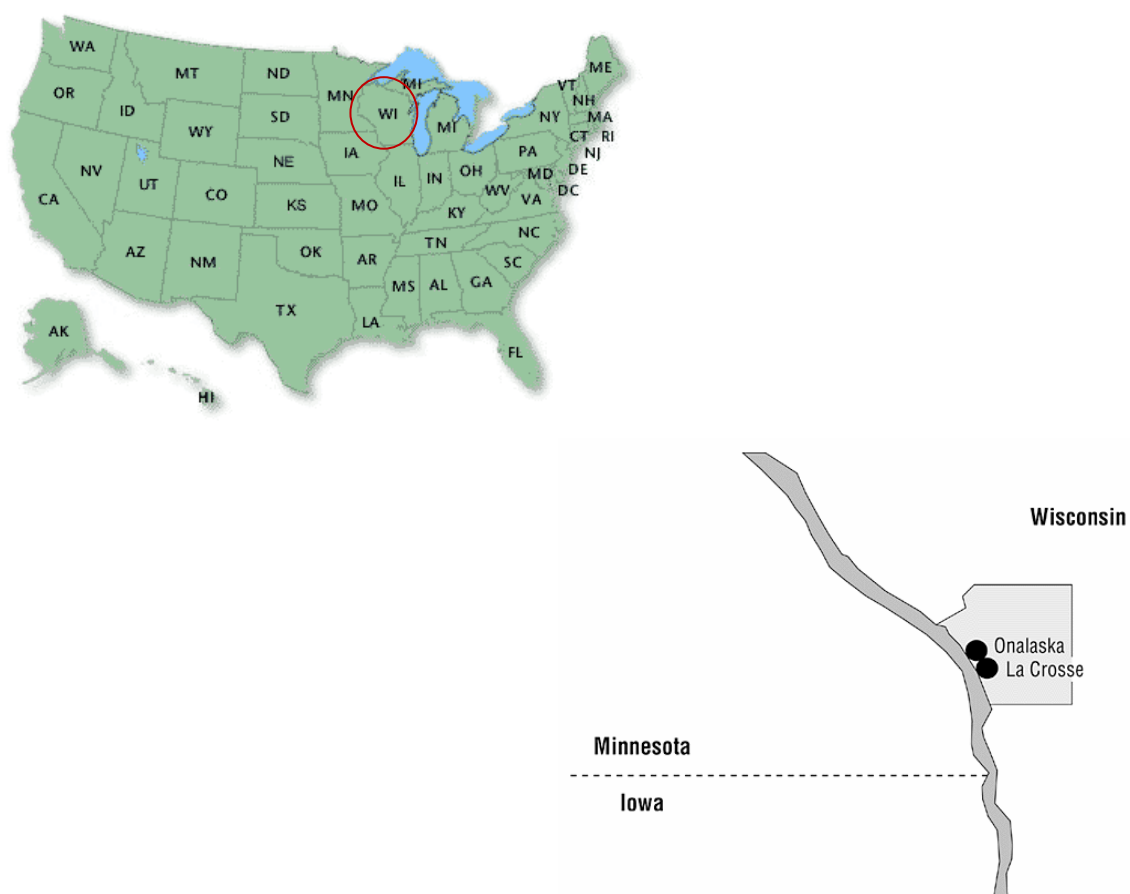 WA
MT
ND
MN
OR
ID
SD
WY
WI
MI
MI
ME
VT
NH
NY
MA
CT
RI
NJ
PA
IA
NE
NV
UT
CO
CA
KS
MO
IL
IN
OH
WV
MD
DE
DC
VA
KY
NC
TN
SC
AZ
NM
OK
AR
MS
AL
GA
TX
LA
FL
AK
HI
Wisconsin
Onalaska
La Crosse
Minnesota
Iowa